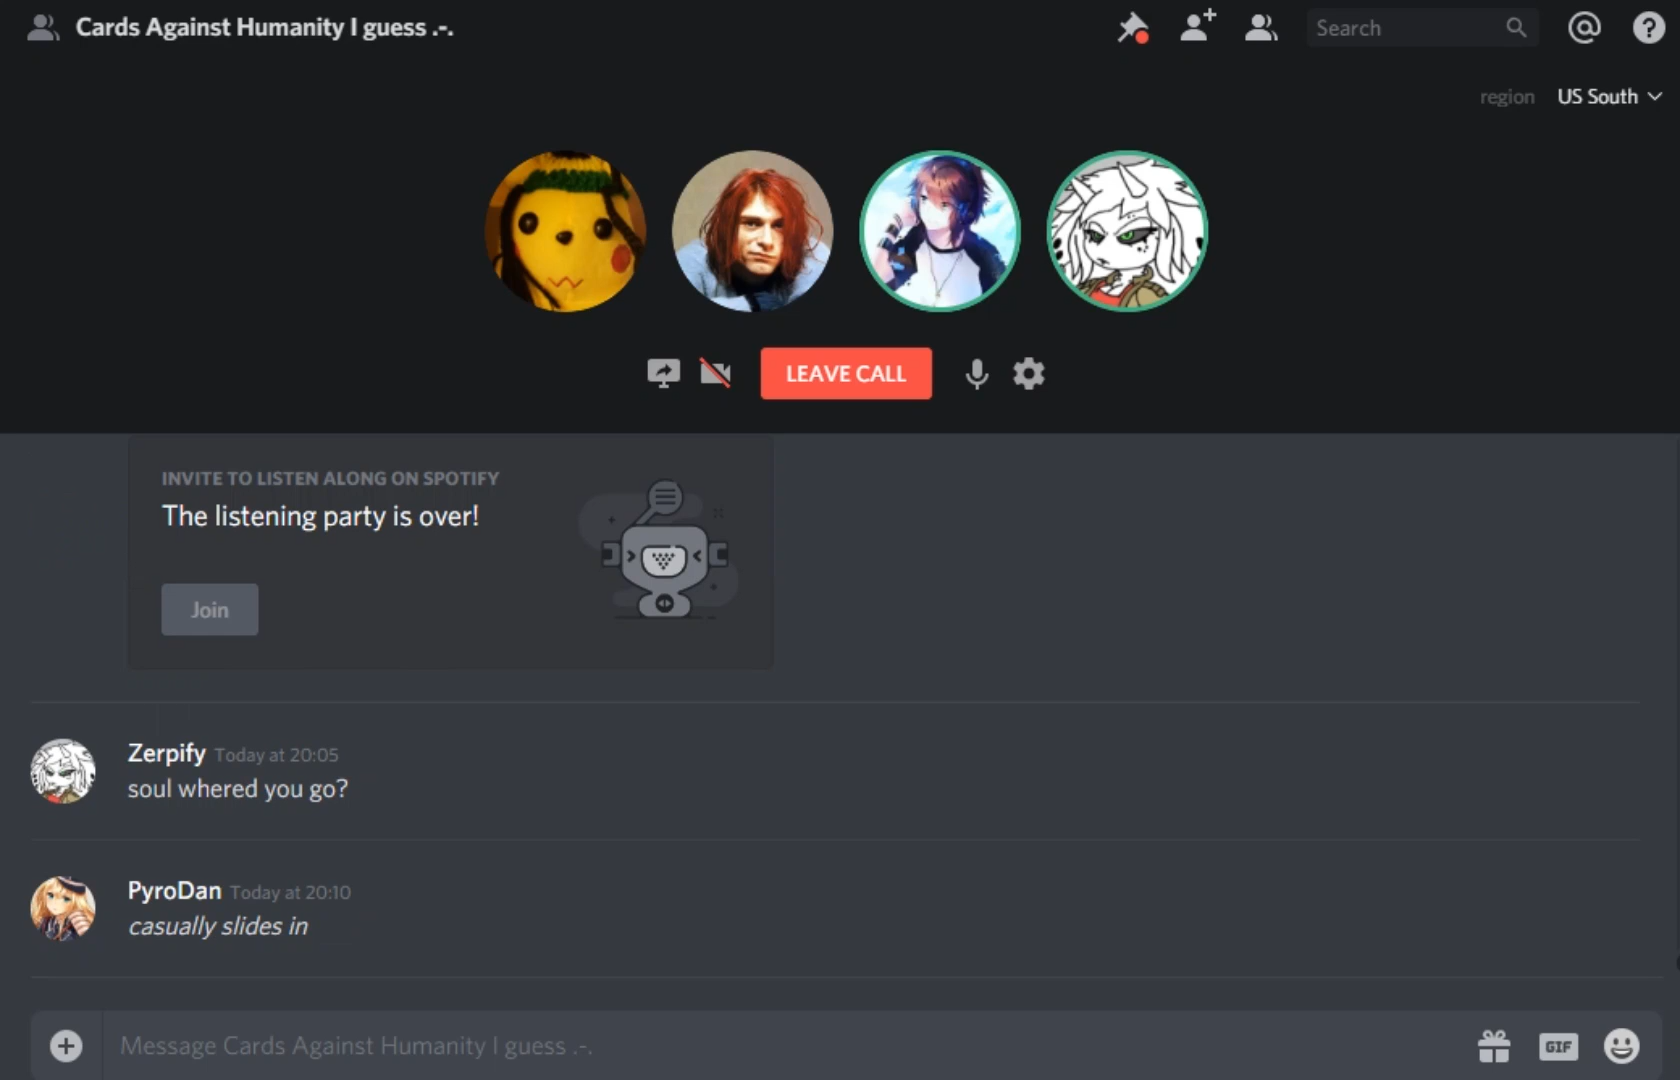 Cards Against Humanity I guess .-.
Search
region US South
LEAVE CALL
INVITE TO LISTEN ALONG ON SPOTIFY
The listening party is over!
Join
Zerpify Today at 20:05
soul whered you go?
PyroDan Today at 20:10
casually slides in
Message Cards Against Humanity I guess .-.
GIF